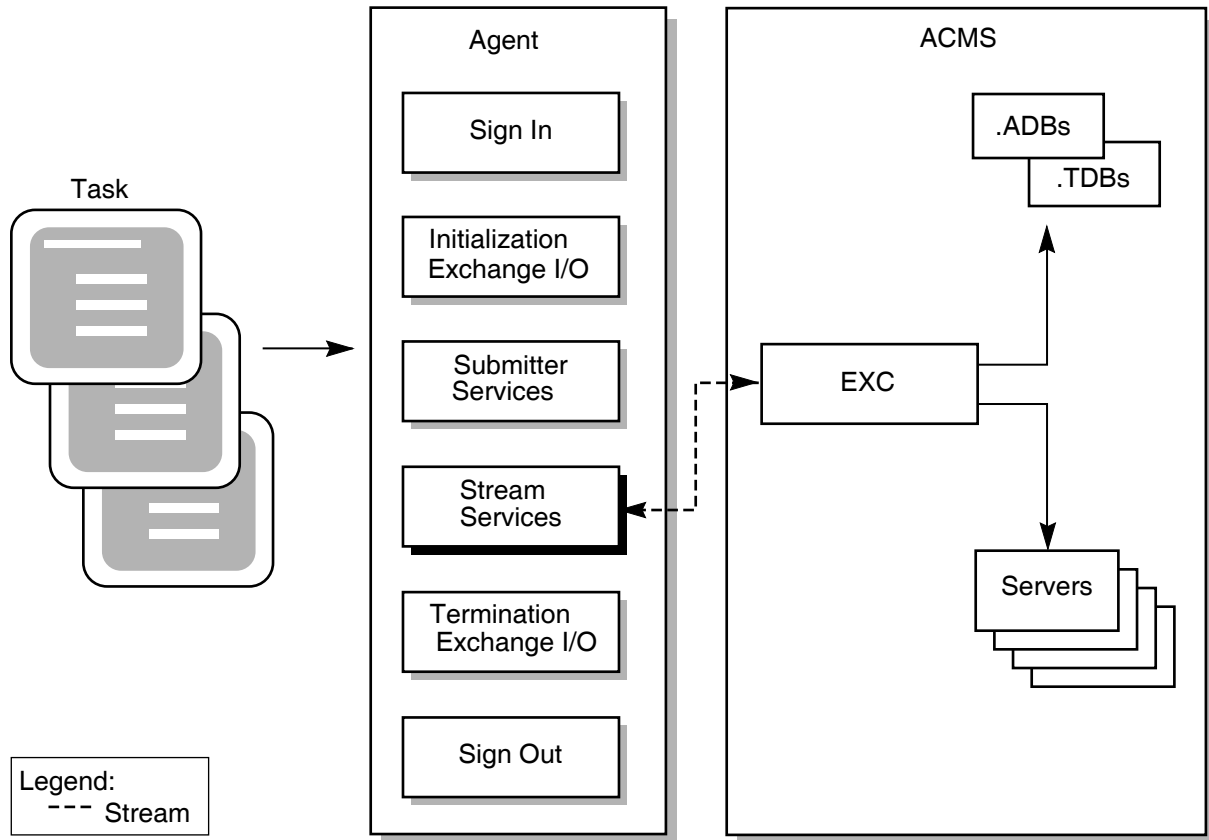 Task
Agent
Sign In
Initialization
Exchange I/O
Submitter
Services
Stream
Services
Termination
Exchange I/O
Sign Out
ACMS
.ADBs
.TDBs
EXC
Servers
Legend:
Stream